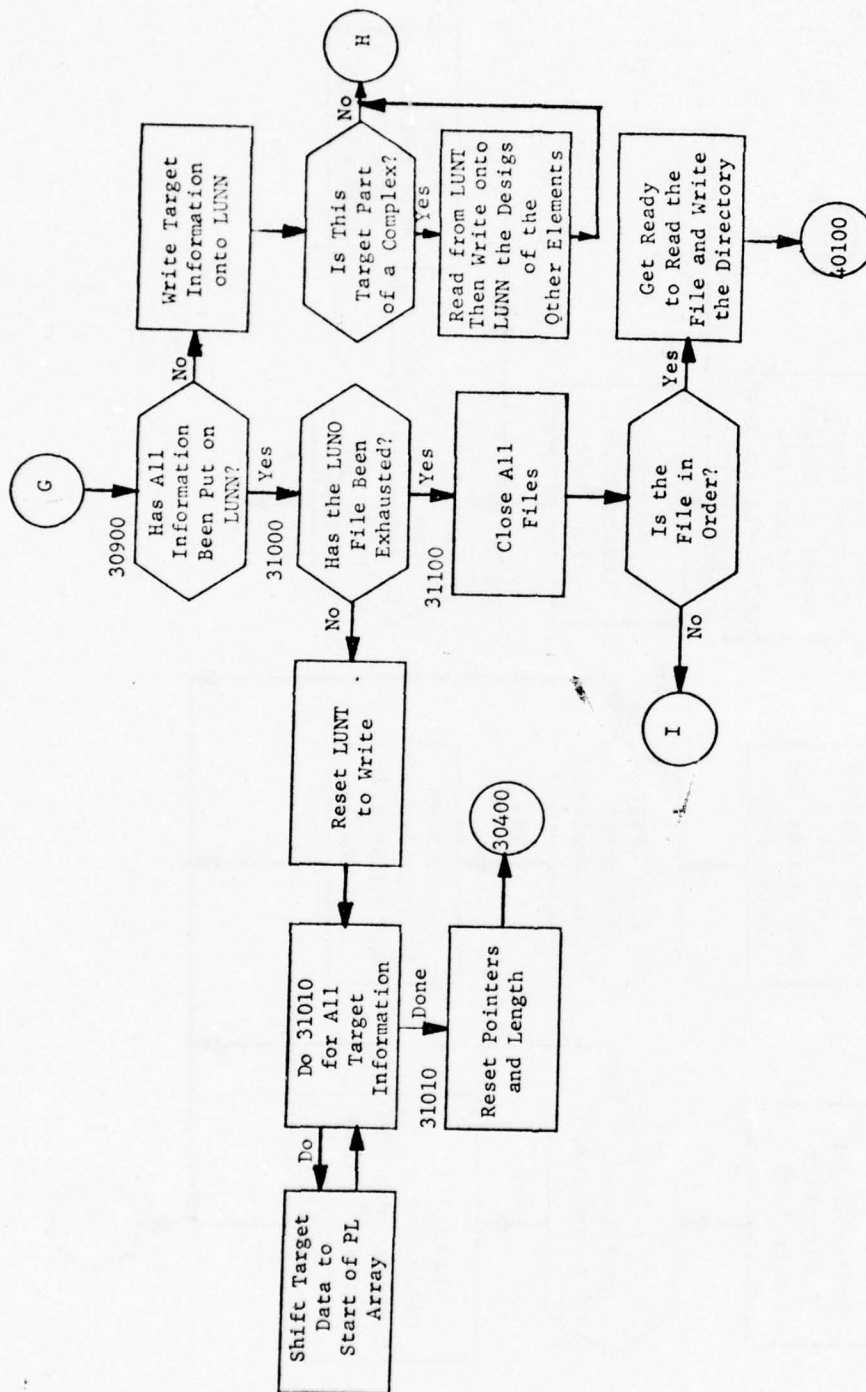 G
30900
Has All
Information
Been Put on
LUNN?
No
Write Target
Information
onto LUNN
Is This
Target Part
of a Complex?
No
H
Yes
Read from LUNT
Then Write onto
LUNN the Desigs
of the
Other Elements
Yes
31000
Has the LUNO
File Been
Exhausted?
No
Reset LUNT
to Write
Do 31010
for All
Target
Information
Do
Shift Target
Data to
Start of PL
Array
Done
31010
Reset Pointers
and Length
30400
Yes
31100
Close All
Files
Is the
File in
Order?
No
I
Yes
Get Ready
to Read the
File and Write
the Directory
40100